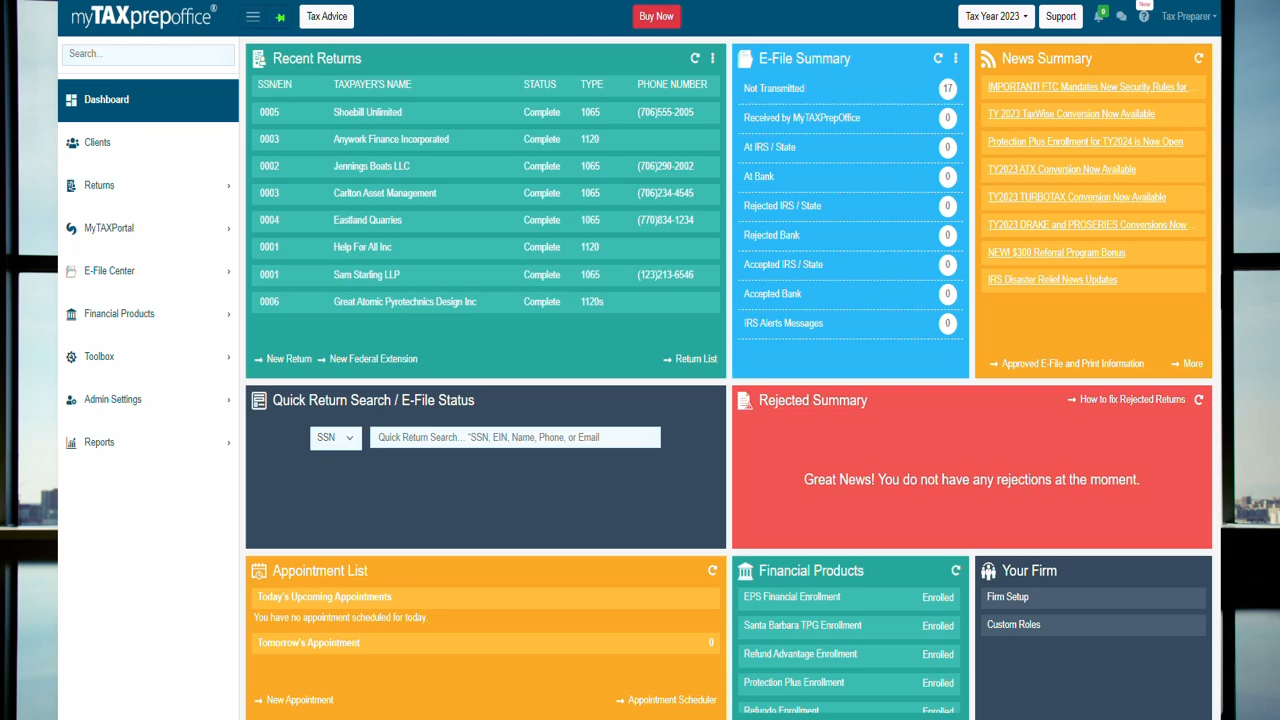 myTAXprepoffice®
Tax Advice
Buy Now
Tax Year 2023
Support
0
New
Tax Preparer
Search...
Dashboard
Clients
Returns
MyTAXPortal
E-File Center
Financial Products
Toolbox
Admin Settings
Reports
Recent Returns
SSN/EIN TAXPAYER'S NAME STATUS TYPE PHONE NUMBER
0005 Shoebill Unlimited Complete 1065 (706)555-2005
0003 Anywork Finance Incorporated Complete 1120
0002 Jennings Boats LLC Complete 1065 (706)290-2002
0003 Carlton Asset Management Complete 1065 (706)234-4545
0004 Eastland Quarries Complete 1065 (770)834-1234
0001 Help For All Inc Complete 1120
0001 Sam Starling LLP Complete 1065 (123)213-6546
0006 Great Atomic Pyrotechnics Design Inc Complete 1120s
→ New Return → New Federal Extension → Return List
E-File Summary
Not Transmitted 17
Received by MyTAXPrepOffice 0
At IRS / State 0
At Bank 0
Rejected IRS / State 0
Rejected Bank 0
Accepted IRS / State 0
Accepted Bank 0
IRS Alerts Messages 0
News Summary
IMPORTANT! FTC Mandates New Security Rules for ...
TY 2023 TaxWise Conversion Now Available
Protection Plus Enrollment for TY2024 is Now Open
TY2023 ATX Conversion Now Available
TY2023 TURBOTAX Conversion Now Available
TY2023 DRAKE and PROSERIES Conversions Now ...
NEW! $300 Referral Program Bonus
IRS Disaster Relief News Updates
→ Approved E-File and Print Information → More
Quick Return Search / E-File Status
SSN
Quick Return Search... *SSN, EIN, Name, Phone, or Email
Rejected Summary
→ How to fix Rejected Returns
Great News! You do not have any rejections at the moment.
Appointment List
Today's Upcoming Appointments
You have no appointment scheduled for today.
Tomorrow's Appointment 0
→ New Appointment → Appointment Scheduler
Financial Products
EPS Financial Enrollment Enrolled
Santa Barbara TPG Enrollment Enrolled
Refund Advantage Enrollment Enrolled
Protection Plus Enrollment Enrolled
Refundo Enrollment Enrolled
Your Firm
Firm Setup
Custom Roles